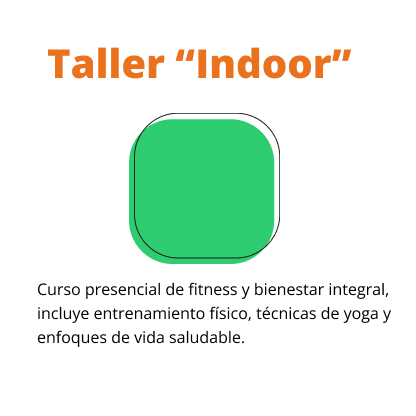 Taller “Indoor”
Curso presencial de fitness y bienestar integral,
incluye entrenamiento físico, técnicas de yoga y
enfoques de vida saludable.